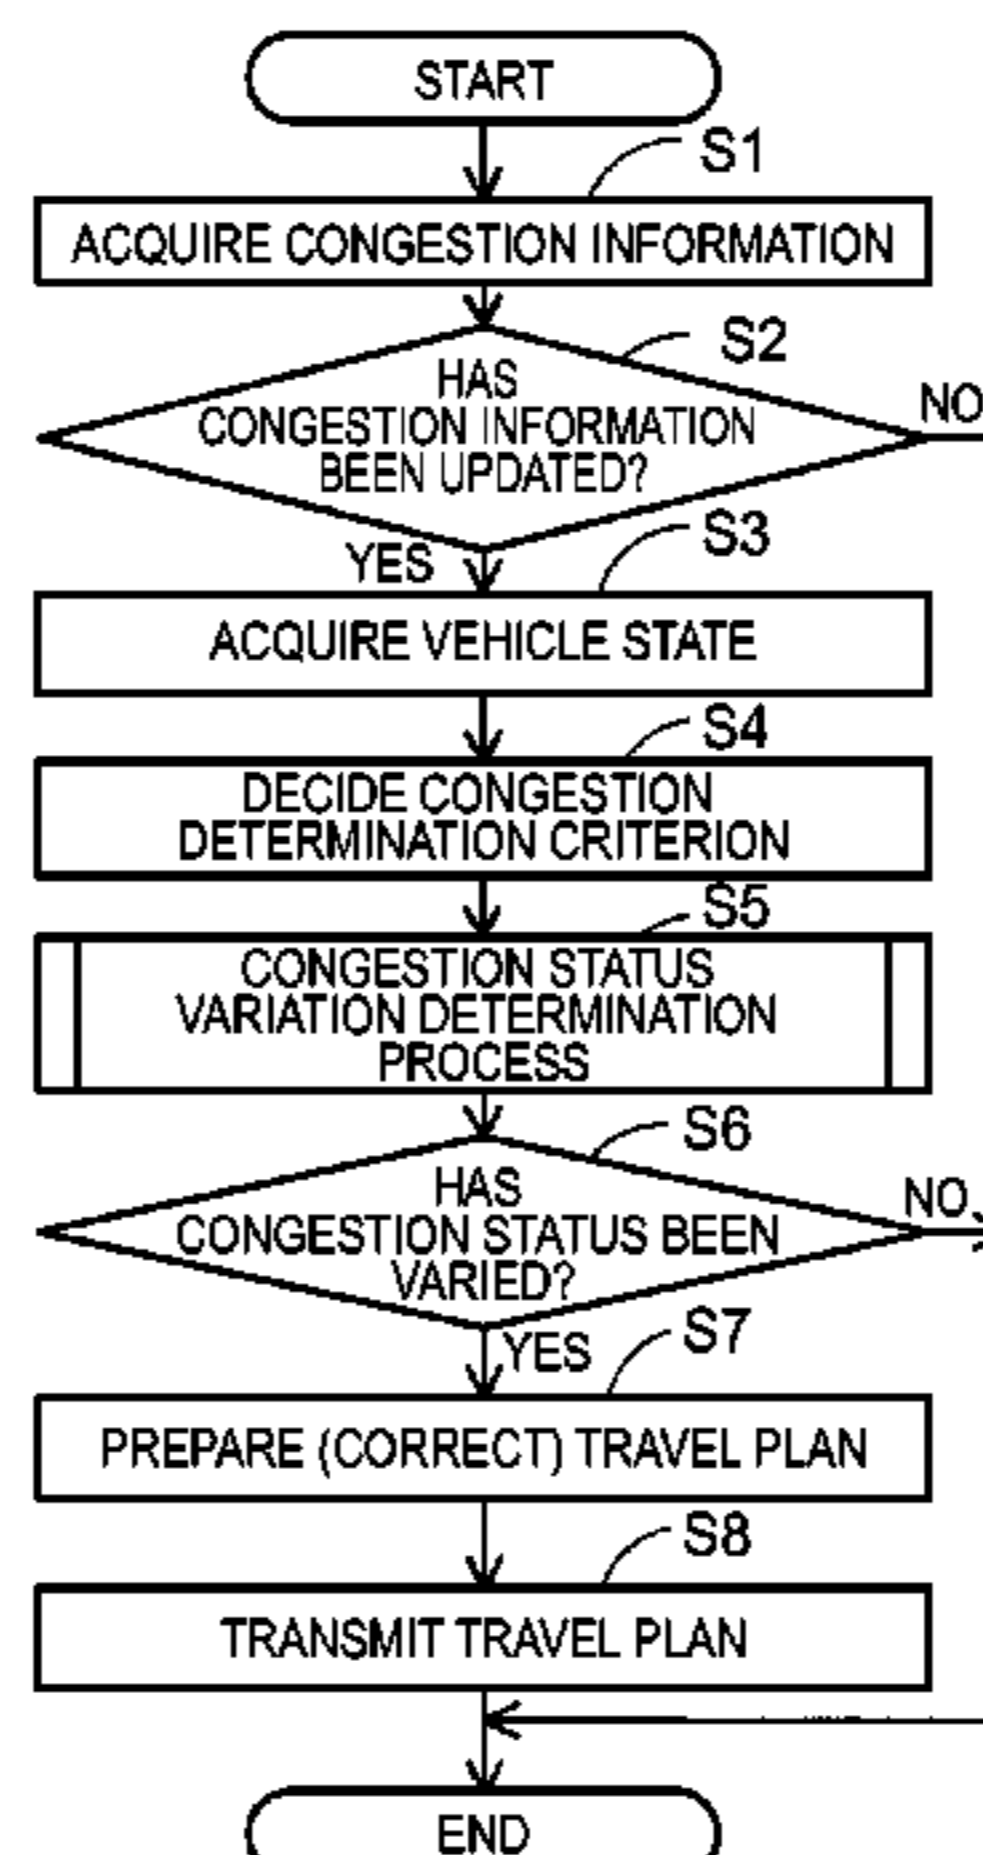 START
S1
ACQUIRE CONGESTION INFORMATION
S2
HAS
CONGESTION INFORMATION
BEEN UPDATED?
NO
YES
S3
ACQUIRE VEHICLE STATE
S4
DECIDE CONGESTION
DETERMINATION CRITERION
S5
CONGESTION STATUS
VARIATION DETERMINATION
PROCESS
S6
HAS
CONGESTION STATUS BEEN
VARIED?
NO
YES
S7
PREPARE (CORRECT) TRAVEL PLAN
S8
TRANSMIT TRAVEL PLAN
END